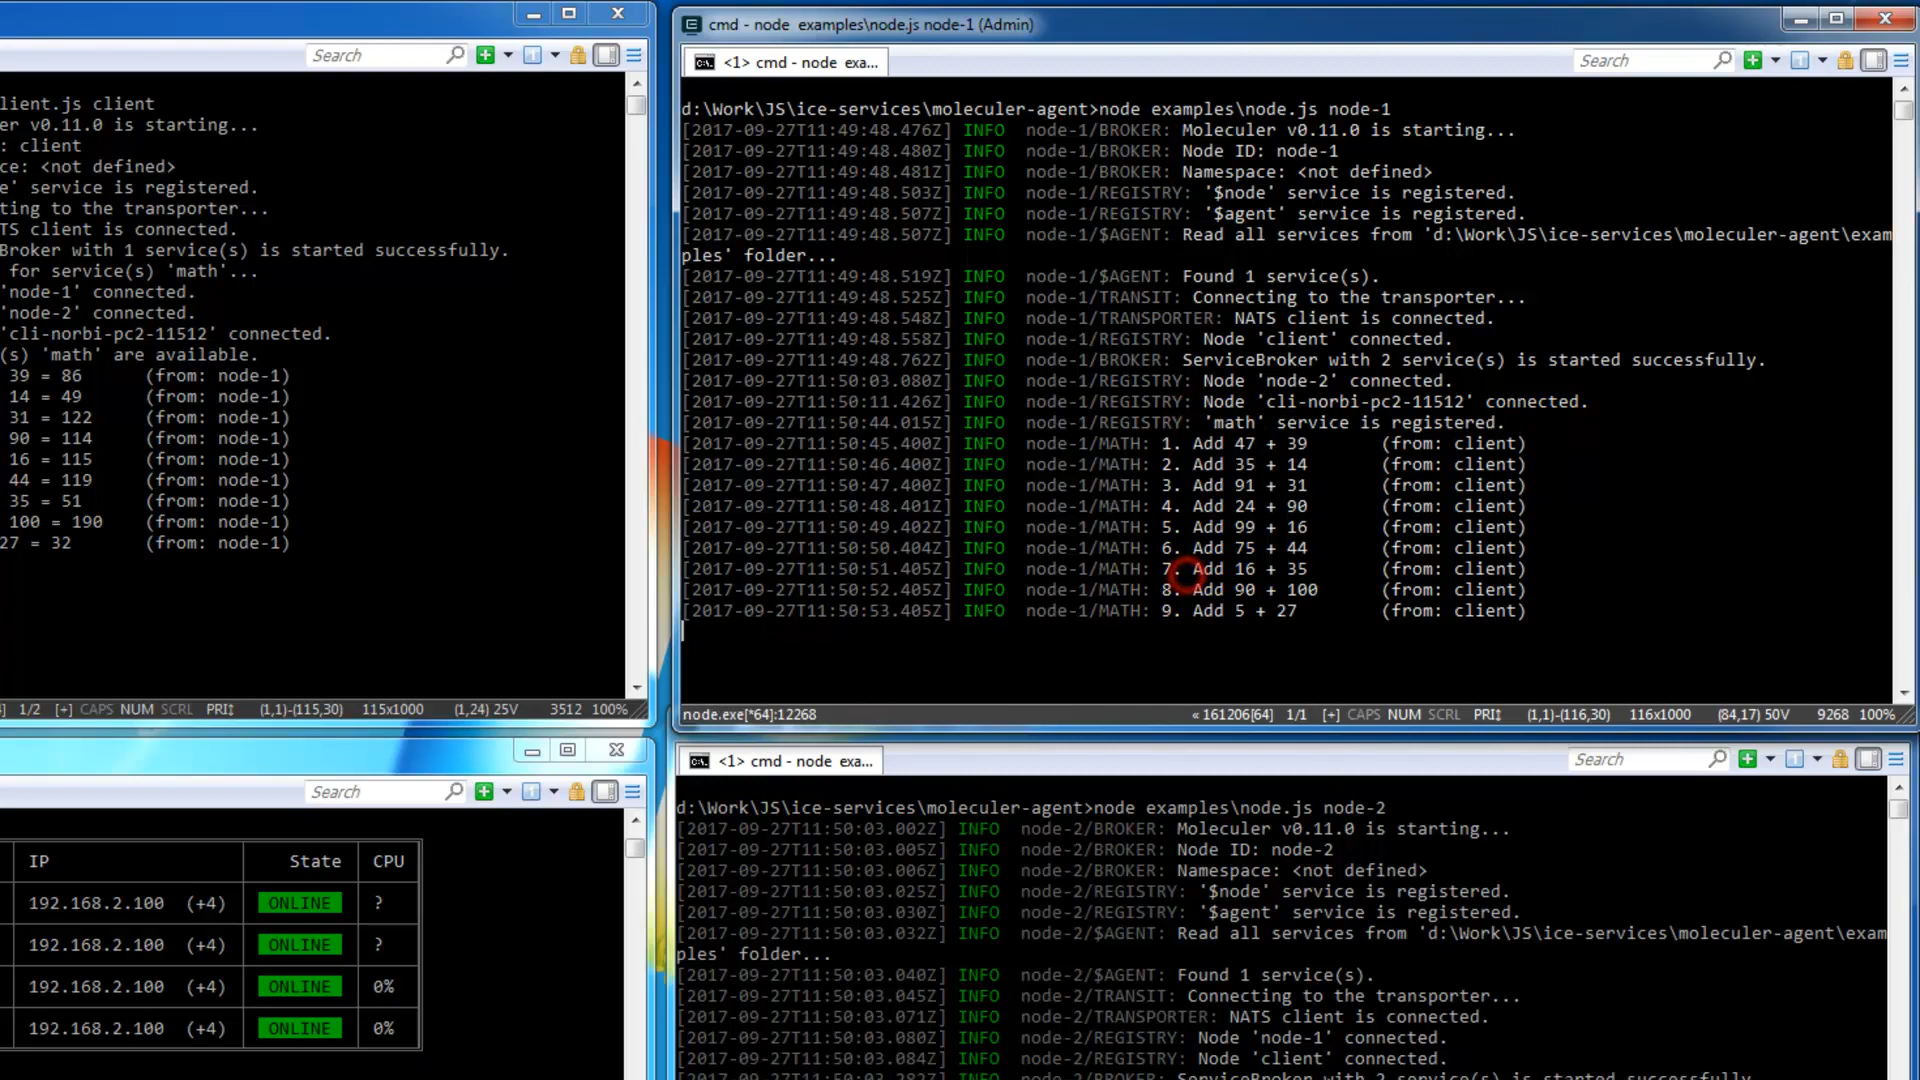 Search
lient.js client
er v0.11.0 is starting...
: client
ce: <not defined>
e' service is registered.
ting to the transporter...
TS client is connected.
Broker with 1 service(s) is started successfully.
for service(s) 'math'...
'node-1' connected.
'node-2' connected.
'cli-norbi-pc2-11512' connected.
(s) 'math' are available.
39 = 86 (from: node-1)
14 = 49 (from: node-1)
31 = 122 (from: node-1)
90 = 114 (from: node-1)
16 = 115 (from: node-1)
44 = 119 (from: node-1)
35 = 51 (from: node-1)
100 = 190 (from: node-1)
27 = 32 (from: node-1)
] 1/2 [+] CAPS NUM SCRL PRI↕ (1,1)-(115,30) 115x1000 (1,24) 25V 3512 100%
cmd - node examples\node.js node-1 (Admin)
<1> cmd - node exa...
Search
d:\Work\JS\ice-services\moleculer-agent>node examples\node.js node-1
[2017-09-27T11:49:48.476Z] INFO node-1/BROKER: Moleculer v0.11.0 is starting...
[2017-09-27T11:49:48.480Z] INFO node-1/BROKER: Node ID: node-1
[2017-09-27T11:49:48.481Z] INFO node-1/BROKER: Namespace: <not defined>
[2017-09-27T11:49:48.503Z] INFO node-1/REGISTRY: '$node' service is registered.
[2017-09-27T11:49:48.507Z] INFO node-1/REGISTRY: '$agent' service is registered.
[2017-09-27T11:49:48.507Z] INFO node-1/$AGENT: Read all services from 'd:\Work\JS\ice-services\moleculer-agent\exam
ples' folder...
[2017-09-27T11:49:48.519Z] INFO node-1/$AGENT: Found 1 service(s).
[2017-09-27T11:49:48.525Z] INFO node-1/TRANSIT: Connecting to the transporter...
[2017-09-27T11:49:48.548Z] INFO node-1/TRANSPORTER: NATS client is connected.
[2017-09-27T11:49:48.558Z] INFO node-1/REGISTRY: Node 'client' connected.
[2017-09-27T11:49:48.762Z] INFO node-1/BROKER: ServiceBroker with 2 service(s) is started successfully.
[2017-09-27T11:50:03.080Z] INFO node-1/REGISTRY: Node 'node-2' connected.
[2017-09-27T11:50:11.426Z] INFO node-1/REGISTRY: Node 'cli-norbi-pc2-11512' connected.
[2017-09-27T11:50:44.015Z] INFO node-1/REGISTRY: 'math' service is registered.
[2017-09-27T11:50:45.400Z] INFO node-1/MATH: 1. Add 47 + 39 (from: client)
[2017-09-27T11:50:46.400Z] INFO node-1/MATH: 2. Add 35 + 14 (from: client)
[2017-09-27T11:50:47.400Z] INFO node-1/MATH: 3. Add 91 + 31 (from: client)
[2017-09-27T11:50:48.401Z] INFO node-1/MATH: 4. Add 24 + 90 (from: client)
[2017-09-27T11:50:49.402Z] INFO node-1/MATH: 5. Add 99 + 16 (from: client)
[2017-09-27T11:50:50.404Z] INFO node-1/MATH: 6. Add 75 + 44 (from: client)
[2017-09-27T11:50:51.405Z] INFO node-1/MATH: 7. Add 16 + 35 (from: client)
[2017-09-27T11:50:52.405Z] INFO node-1/MATH: 8. Add 90 + 100 (from: client)
[2017-09-27T11:50:53.405Z] INFO node-1/MATH: 9. Add 5 + 27 (from: client)
node.exe[*64]:12268 « 161206[64] 1/1 [+] CAPS NUM SCRL PRI↕ (1,1)-(116,30) 116x1000 (84,17) 50V 9268 100%
Search
IP State CPU
192.168.2.100 (+4) ONLINE ?
192.168.2.100 (+4) ONLINE ?
192.168.2.100 (+4) ONLINE 0%
192.168.2.100 (+4) ONLINE 0%
<1> cmd - node exa...
Search
d:\Work\JS\ice-services\moleculer-agent>node examples\node.js node-2
[2017-09-27T11:50:03.002Z] INFO node-2/BROKER: Moleculer v0.11.0 is starting...
[2017-09-27T11:50:03.005Z] INFO node-2/BROKER: Node ID: node-2
[2017-09-27T11:50:03.006Z] INFO node-2/BROKER: Namespace: <not defined>
[2017-09-27T11:50:03.025Z] INFO node-2/REGISTRY: '$node' service is registered.
[2017-09-27T11:50:03.030Z] INFO node-2/REGISTRY: '$agent' service is registered.
[2017-09-27T11:50:03.032Z] INFO node-2/$AGENT: Read all services from 'd:\Work\JS\ice-services\moleculer-agent\exam
ples' folder...
[2017-09-27T11:50:03.040Z] INFO node-2/$AGENT: Found 1 service(s).
[2017-09-27T11:50:03.045Z] INFO node-2/TRANSIT: Connecting to the transporter...
[2017-09-27T11:50:03.071Z] INFO node-2/TRANSPORTER: NATS client is connected.
[2017-09-27T11:50:03.080Z] INFO node-2/REGISTRY: Node 'node-1' connected.
[2017-09-27T11:50:03.084Z] INFO node-2/REGISTRY: Node 'client' connected.
[2017-09-27T11:50:03.282Z] INFO node-2/BROKER: ServiceBroker with 2 service(s) is started successfully